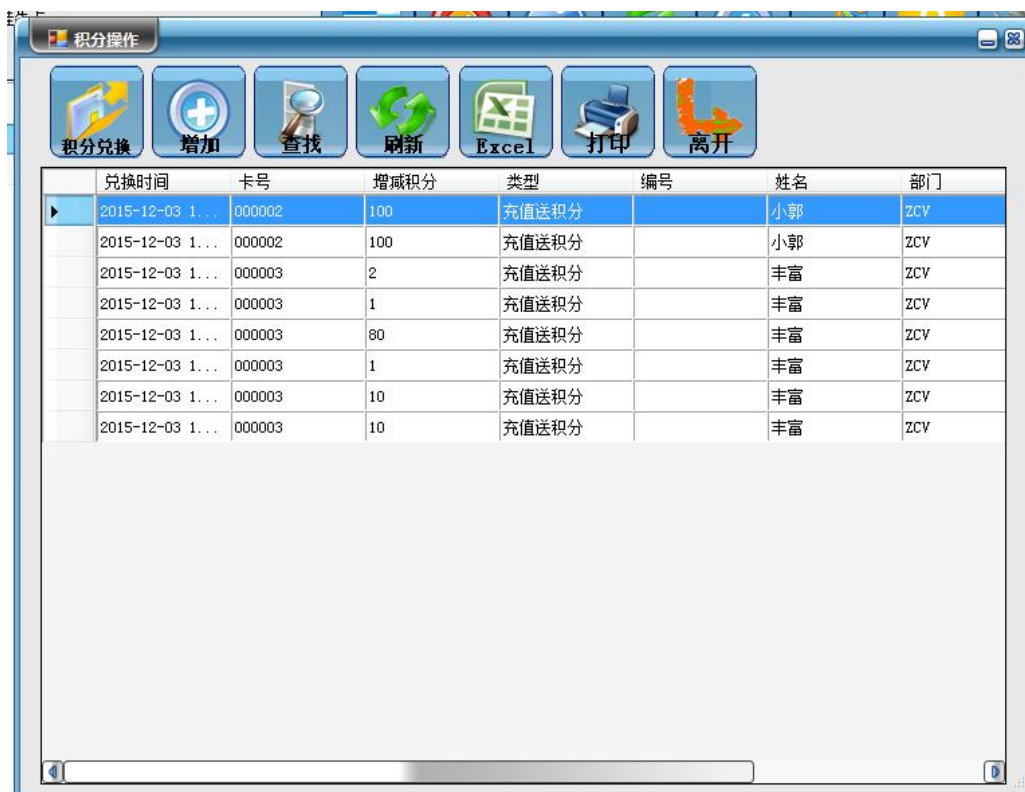 积分操作
积分兑换 增加 查找 刷新 Excel 打印 离开
兑换时间 卡号 增减积分 类型 编号 姓名 部门
2015-12-03 1... 000002 100 充值送积分 小郭 ZCV
2015-12-03 1... 000002 100 充值送积分 小郭 ZCV
2015-12-03 1... 000003 2 充值送积分 丰富 ZCV
2015-12-03 1... 000003 1 充值送积分 丰富 ZCV
2015-12-03 1... 000003 80 充值送积分 丰富 ZCV
2015-12-03 1... 000003 1 充值送积分 丰富 ZCV
2015-12-03 1... 000003 10 充值送积分 丰富 ZCV
2015-12-03 1... 000003 10 充值送积分 丰富 ZCV